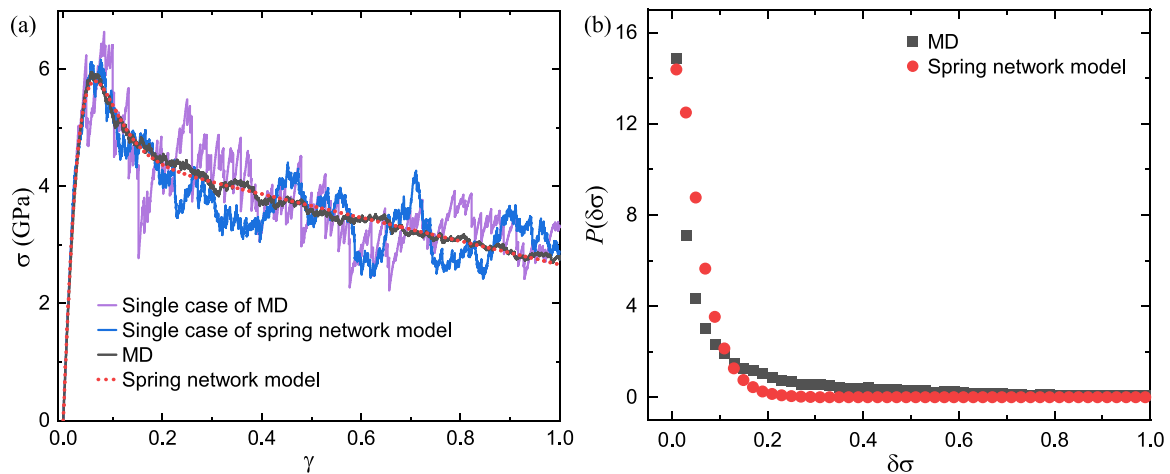 (a)
σ (GPa)
6
4
2
0
Single case of MD
Single case of spring network model
MD
Spring network model
0.0 0.2 0.4 0.6 0.8 1.0
γ
(b)
P(δσ)
16
12
8
4
0
MD
Spring network model
0.0 0.2 0.4 0.6 0.8 1.0
δσ